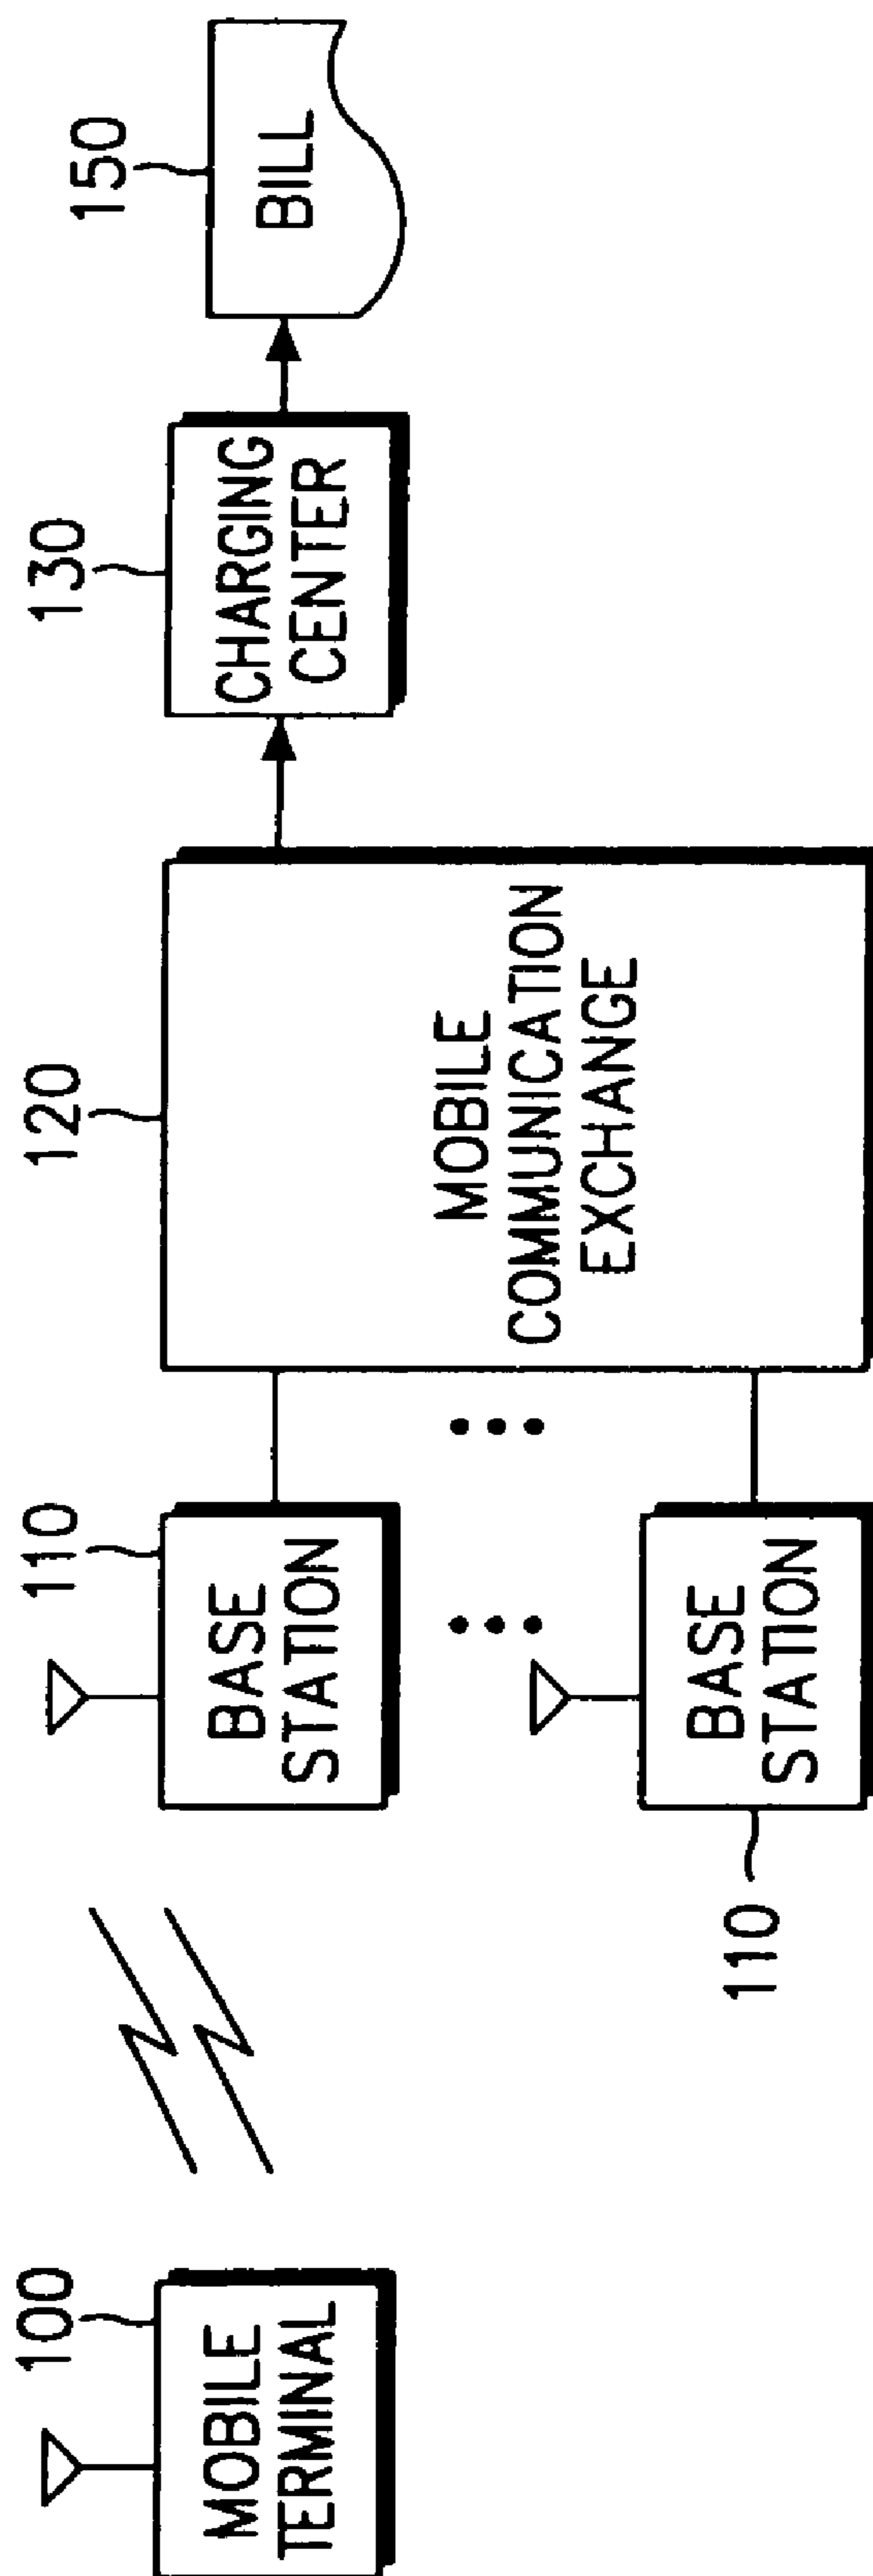 100
MOBILE
TERMINAL
110
BASE
STATION
110
BASE
STATION
120
MOBILE
COMMUNICATION
EXCHANGE
130
CHARGING
CENTER
150
BILL